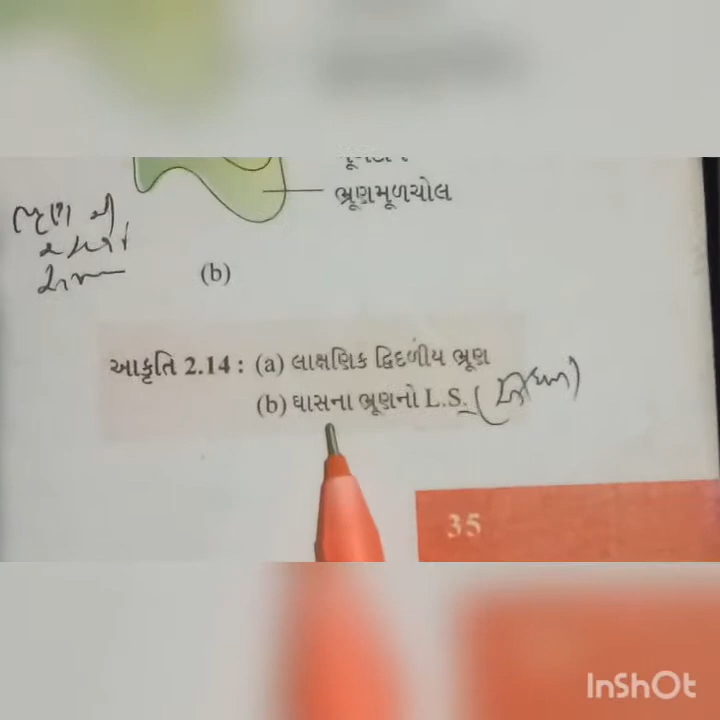 ભ્રૂણમૂળચોલ
ભ્રૂણ ની
(b)
આકૃતિ 2.14 : (a) લાક્ષણિક દ્વિદળીય ભ્રૂણ
(b) ઘાસના ભ્રૂણનો L.S.
35
InShOt